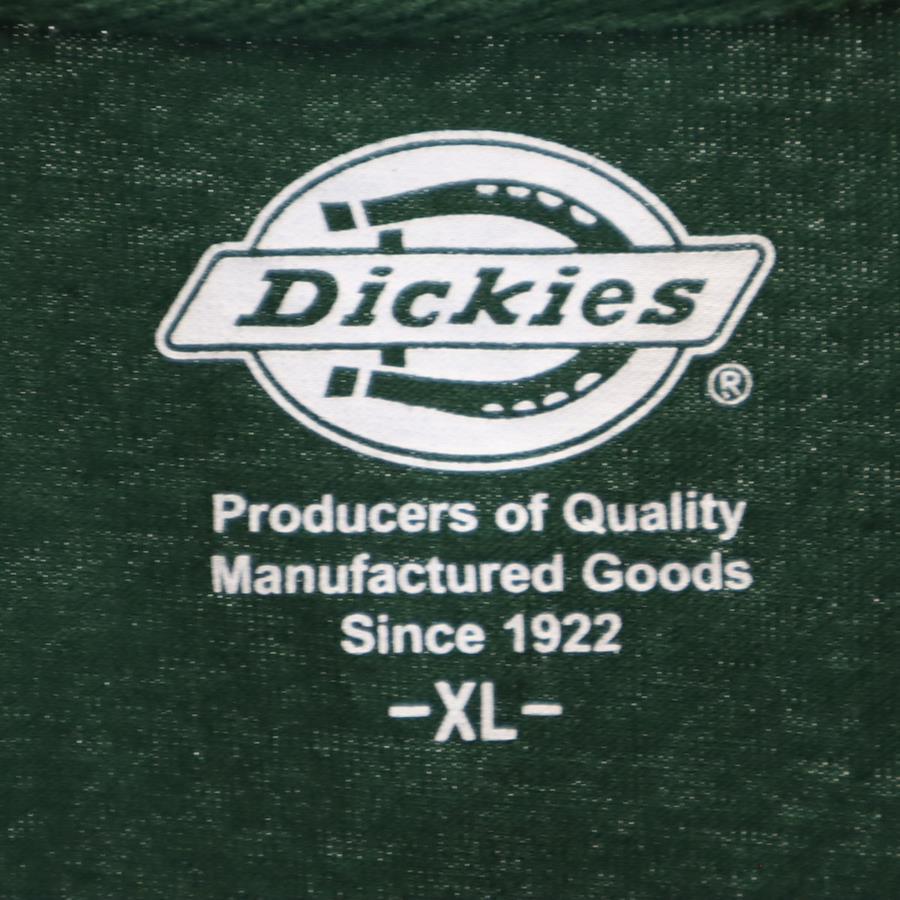 Dickies
®
Producers of Quality
Manufactured Goods
Since 1922
-XL-